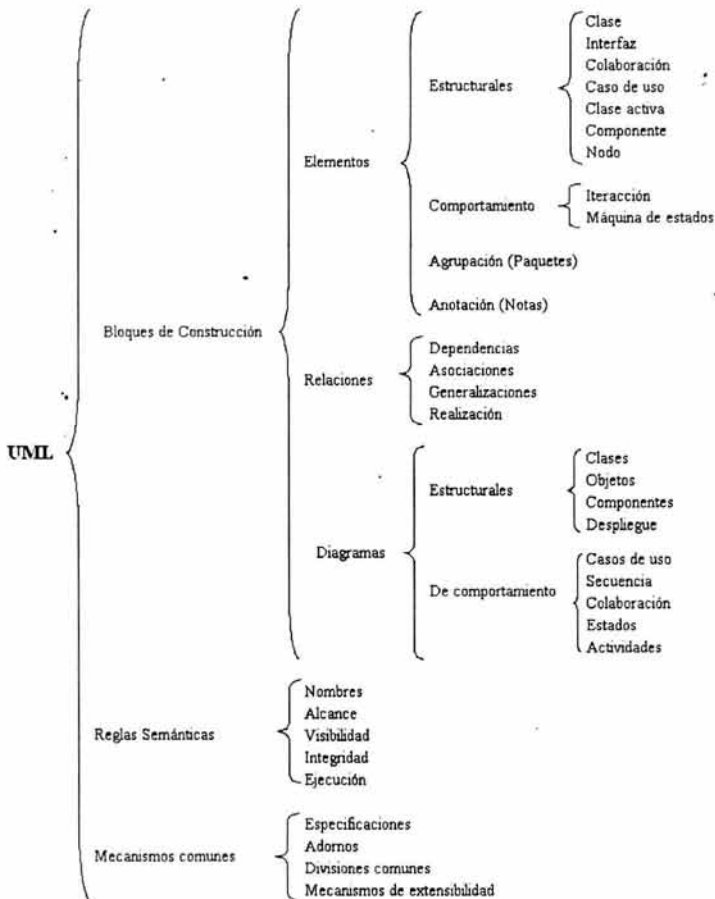 Clase
Interfaz
Colaboración
Estructurales
Caso de uso
Clase activa
Componente
Nodo
Elementos
Iteracción
Comportamiento
Máquina de estados
Agrupación (Paquetes)
Anotación (Notas)
Bloques de Construcción
Dependencias
Asociaciones
Relaciones
Generalizaciones
Realización
UML
Clases
Objetos
Estructurales
Componentes
Despliegue
Diagramas
Casos de uso
Secuencia
De comportamiento
Colaboración
Estados
Actividades
Nombres
Alcance
Reglas Semánticas
Visibilidad
Integridad
Ejecución
Especificaciones
Adornos
Mecanismos comunes
Divisiones comunes
Mecanismos de extensibilidad